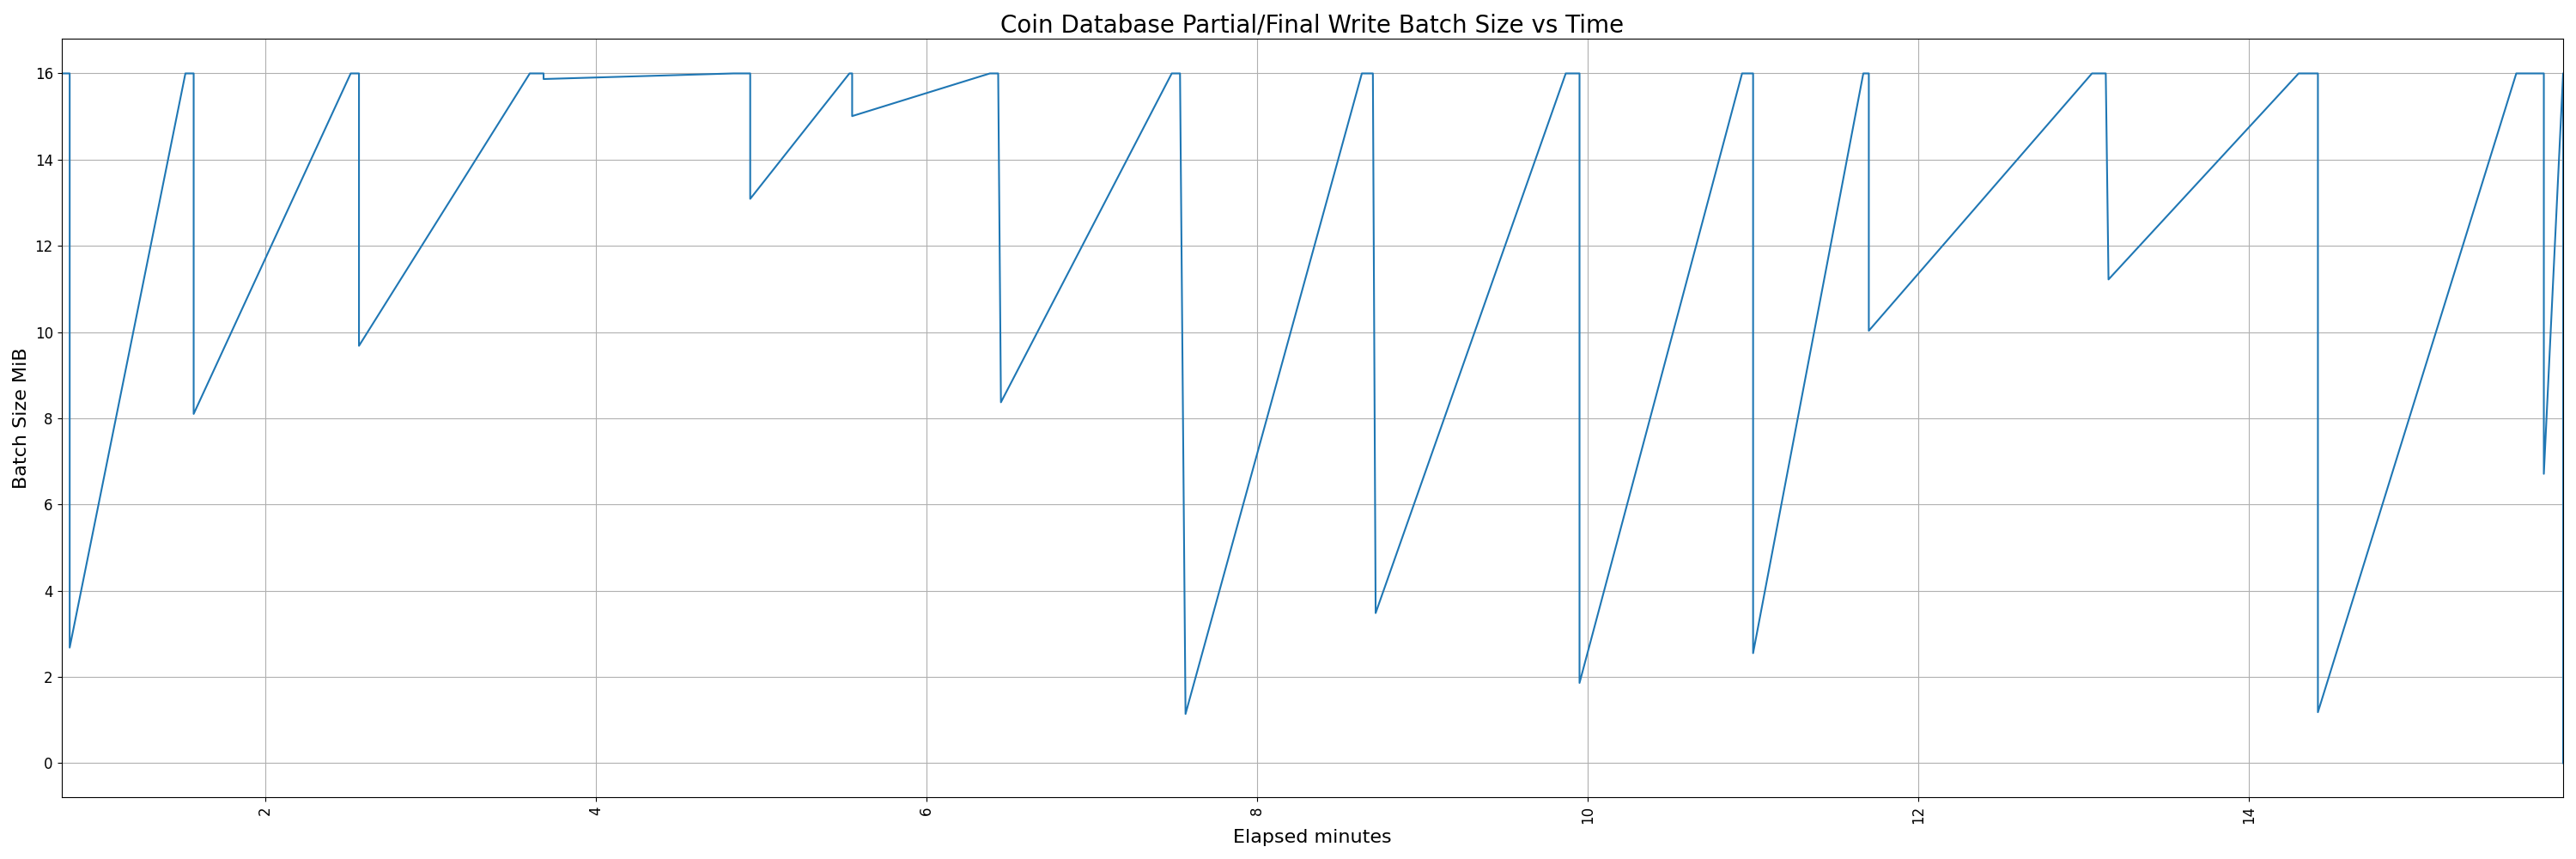 Coin Database Partial/Final Write Batch Size vs Time
Batch Size MiB
16
14
12
10
8
6
4
2
0
2 4 6 8 10 12 14
Elapsed minutes